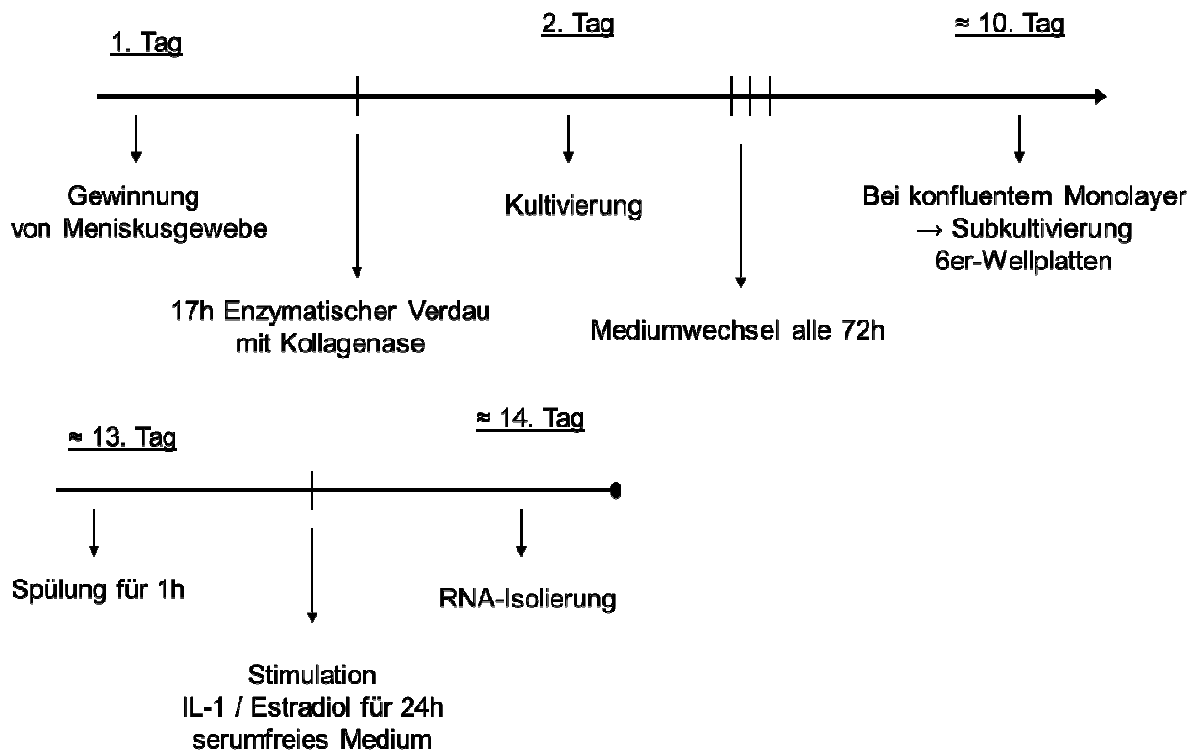 1. Tag
2. Tag
≈ 10. Tag
Gewinnung
von Meniskusgewebe
17h Enzymatischer Verdau
mit Kollagenase
Kultivierung
Mediumwechsel alle 72h
Bei konfluentem Monolayer
→ Subkultivierung
6er-Wellplatten
≈ 13. Tag
≈ 14. Tag
Spülung für 1h
Stimulation
IL-1 / Estradiol für 24h
serumfreies Medium
RNA-Isolierung